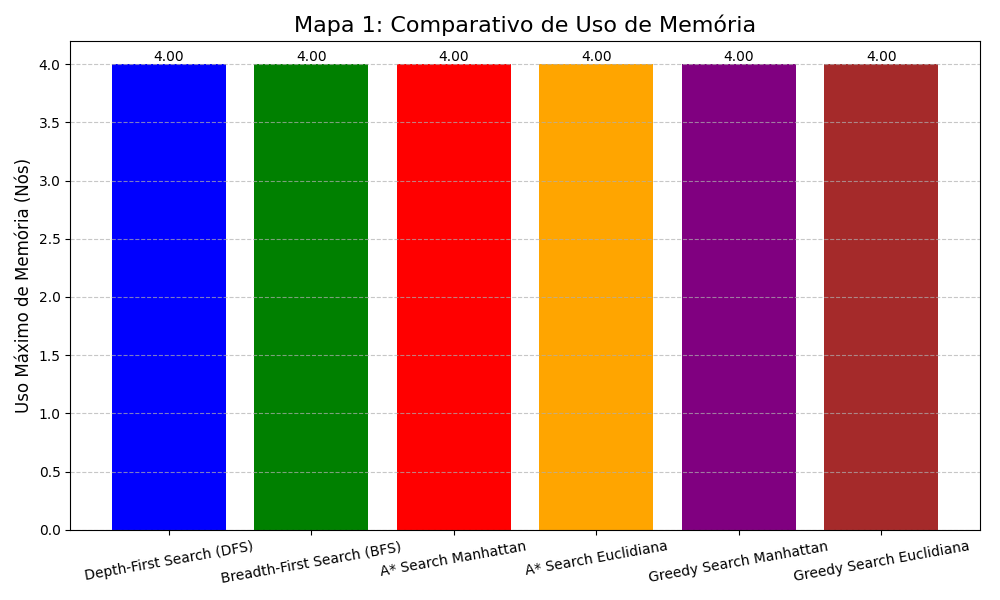 Mapa 1: Comparativo de Uso de Memória
Uso Máximo de Memória (Nós)
4.0
3.5
3.0
2.5
2.0
1.5
1.0
0.5
0.0
4.00
4.00
4.00
4.00
4.00
4.00
Depth-First Search (DFS)
Breadth-First Search (BFS)
A* Search Manhattan
A* Search Euclidiana
Greedy Search Manhattan
Greedy Search Euclidiana